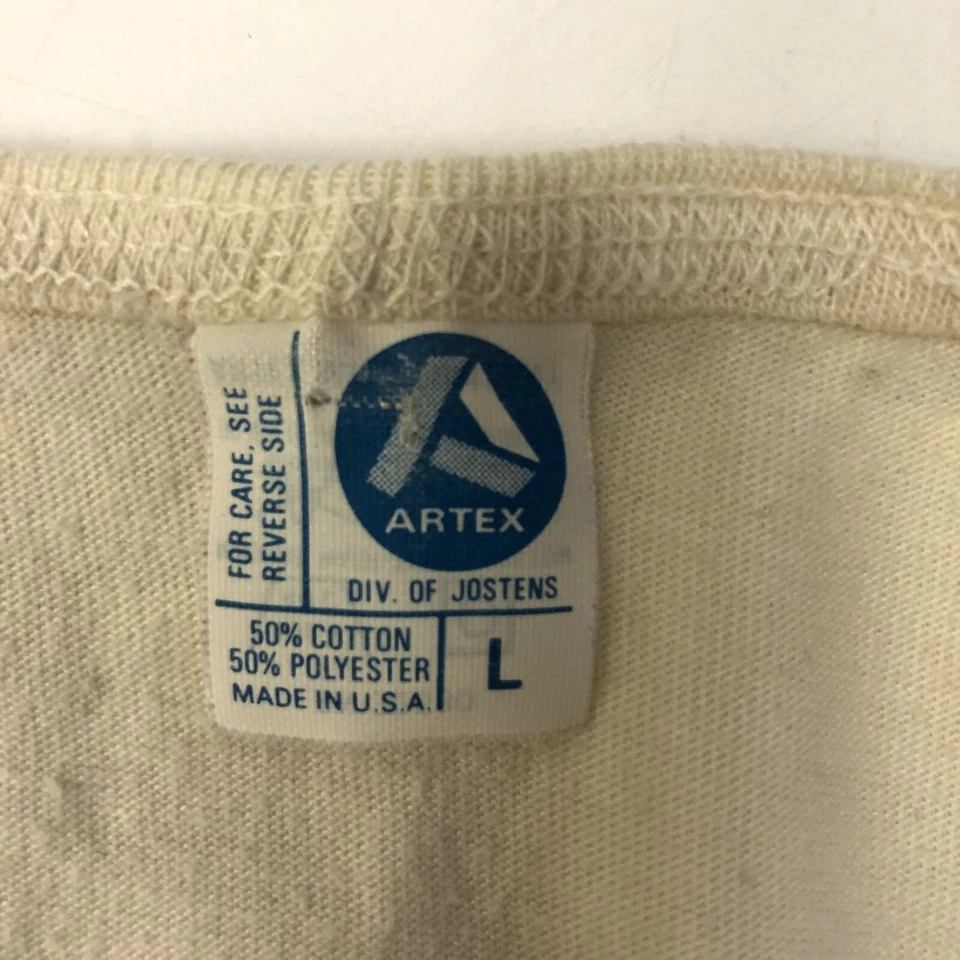 FOR CARE, SEE
REVERSE SIDE
ARTEX
DIV. OF JOSTENS
50% COTTON
50% POLYESTER
MADE IN U.S.A.
L